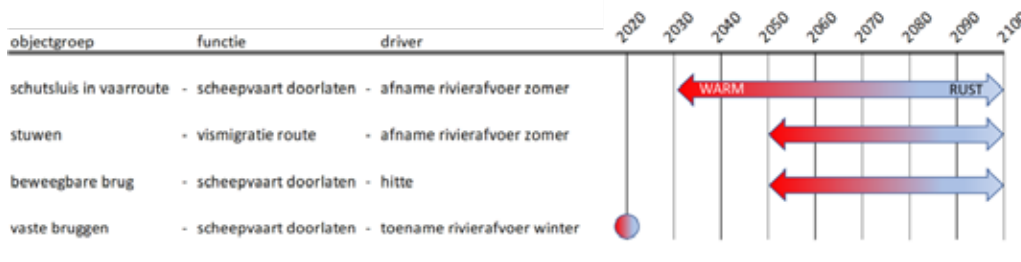 2020 2030 2040 2050 2060 2070 2080 2090 2100
objectgroep functie driver
schutsluis in vaarroute - scheepvaart doorlaten - afname rivierafvoer zomer WARM RUST
stuwen - vismigratie route - afname rivierafvoer zomer
beweegbare brug - scheepvaart doorlaten - hitte
vaste bruggen - scheepvaart doorlaten - toename rivierafvoer winter